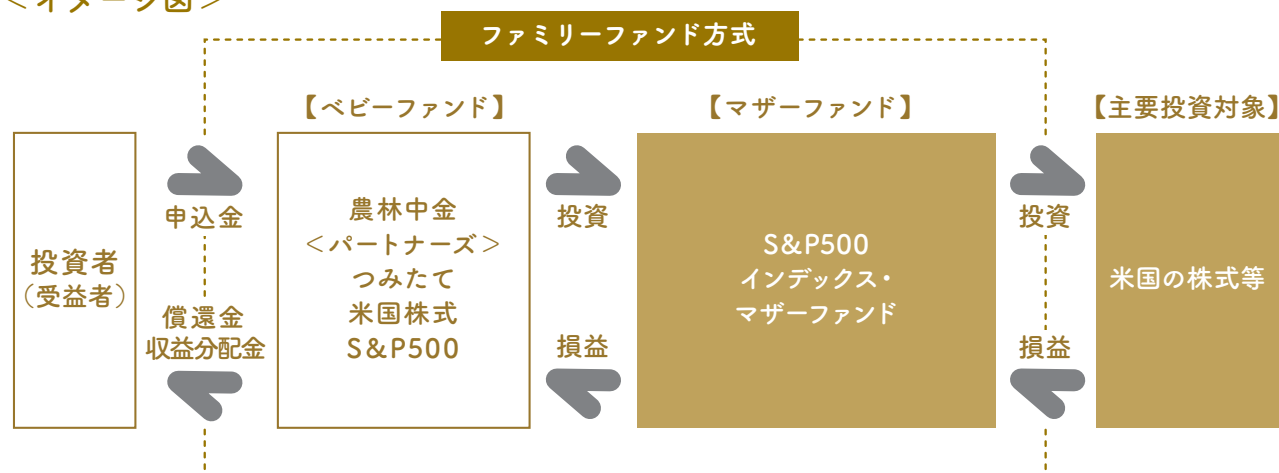 ＜イメージ図＞
ファミリーファンド方式
【ベビーファンド】
【マザーファンド】
【主要投資対象】
投資者
（受益者）
申込金
償還金
収益分配金
農林中金
＜パートナーズ＞
つみたて
米国株式
S&P500
投資
損益
S&P500
インデックス・
マザーファンド
投資
損益
米国の株式等